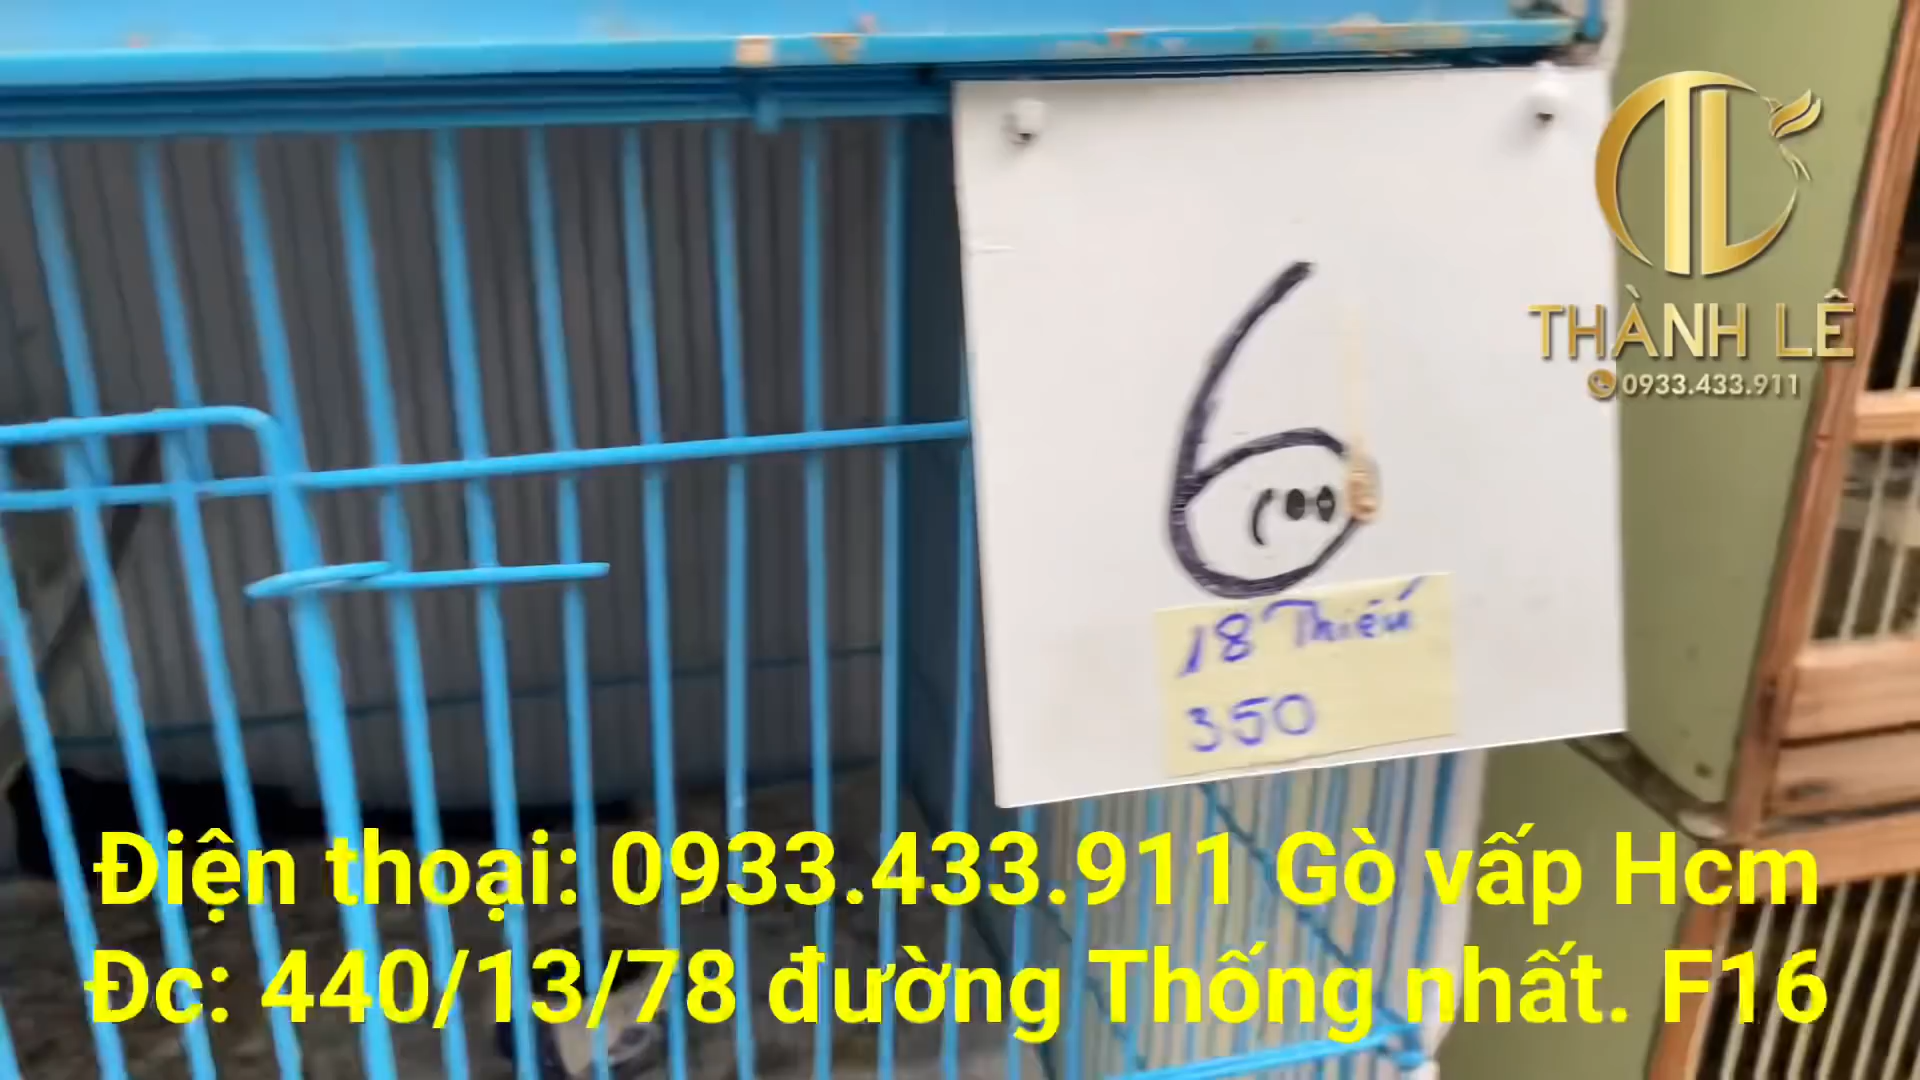 TL
THÀNH LÊ
0933.433.911
6
18 Thiếu
350
Điện thoại: 0933.433.911 Gò vấp Hcm
Đc: 440/13/78 đường Thống nhất. F16